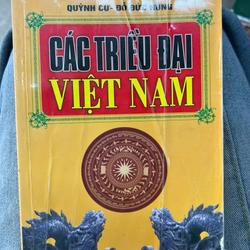 QUỲNH CƯ - ĐỖ ĐỨC HÙNG
CÁC TRIỀU ĐẠI
VIỆT NAM